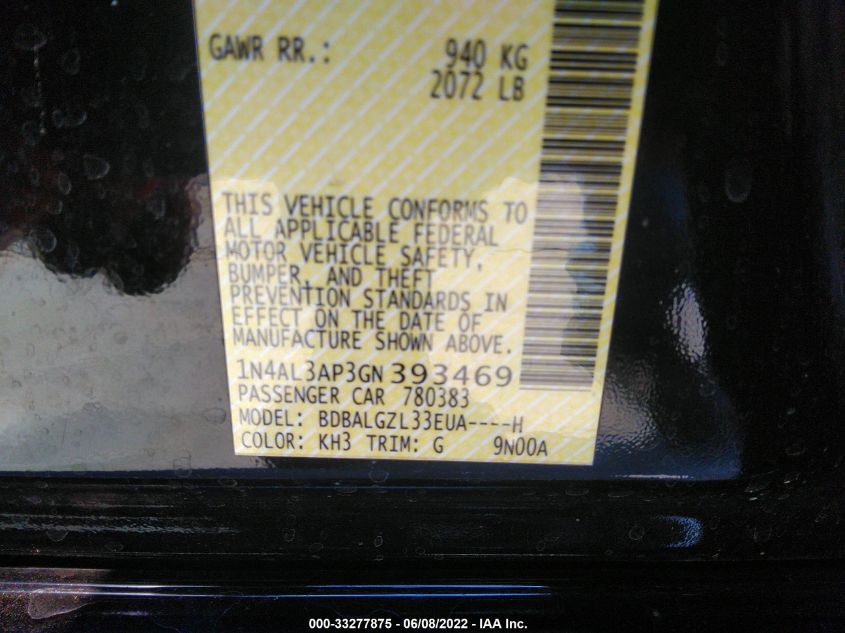 GAWR RR.: 940 KG
2072 LB
THIS VEHICLE CONFORMS TO
ALL APPLICABLE FEDERAL
MOTOR VEHICLE SAFETY,
BUMPER, AND THEFT
PREVENTION STANDARDS IN
EFFECT ON THE DATE OF
MANUFACTURE SHOWN ABOVE.
1N4AL3AP3GN 393469
PASSENGER CAR 780383
MODEL: BDBALGZL33EUA----H
COLOR: KH3 TRIM: G 9N00A
000-33277875 - 06/08/2022 - IAA Inc.